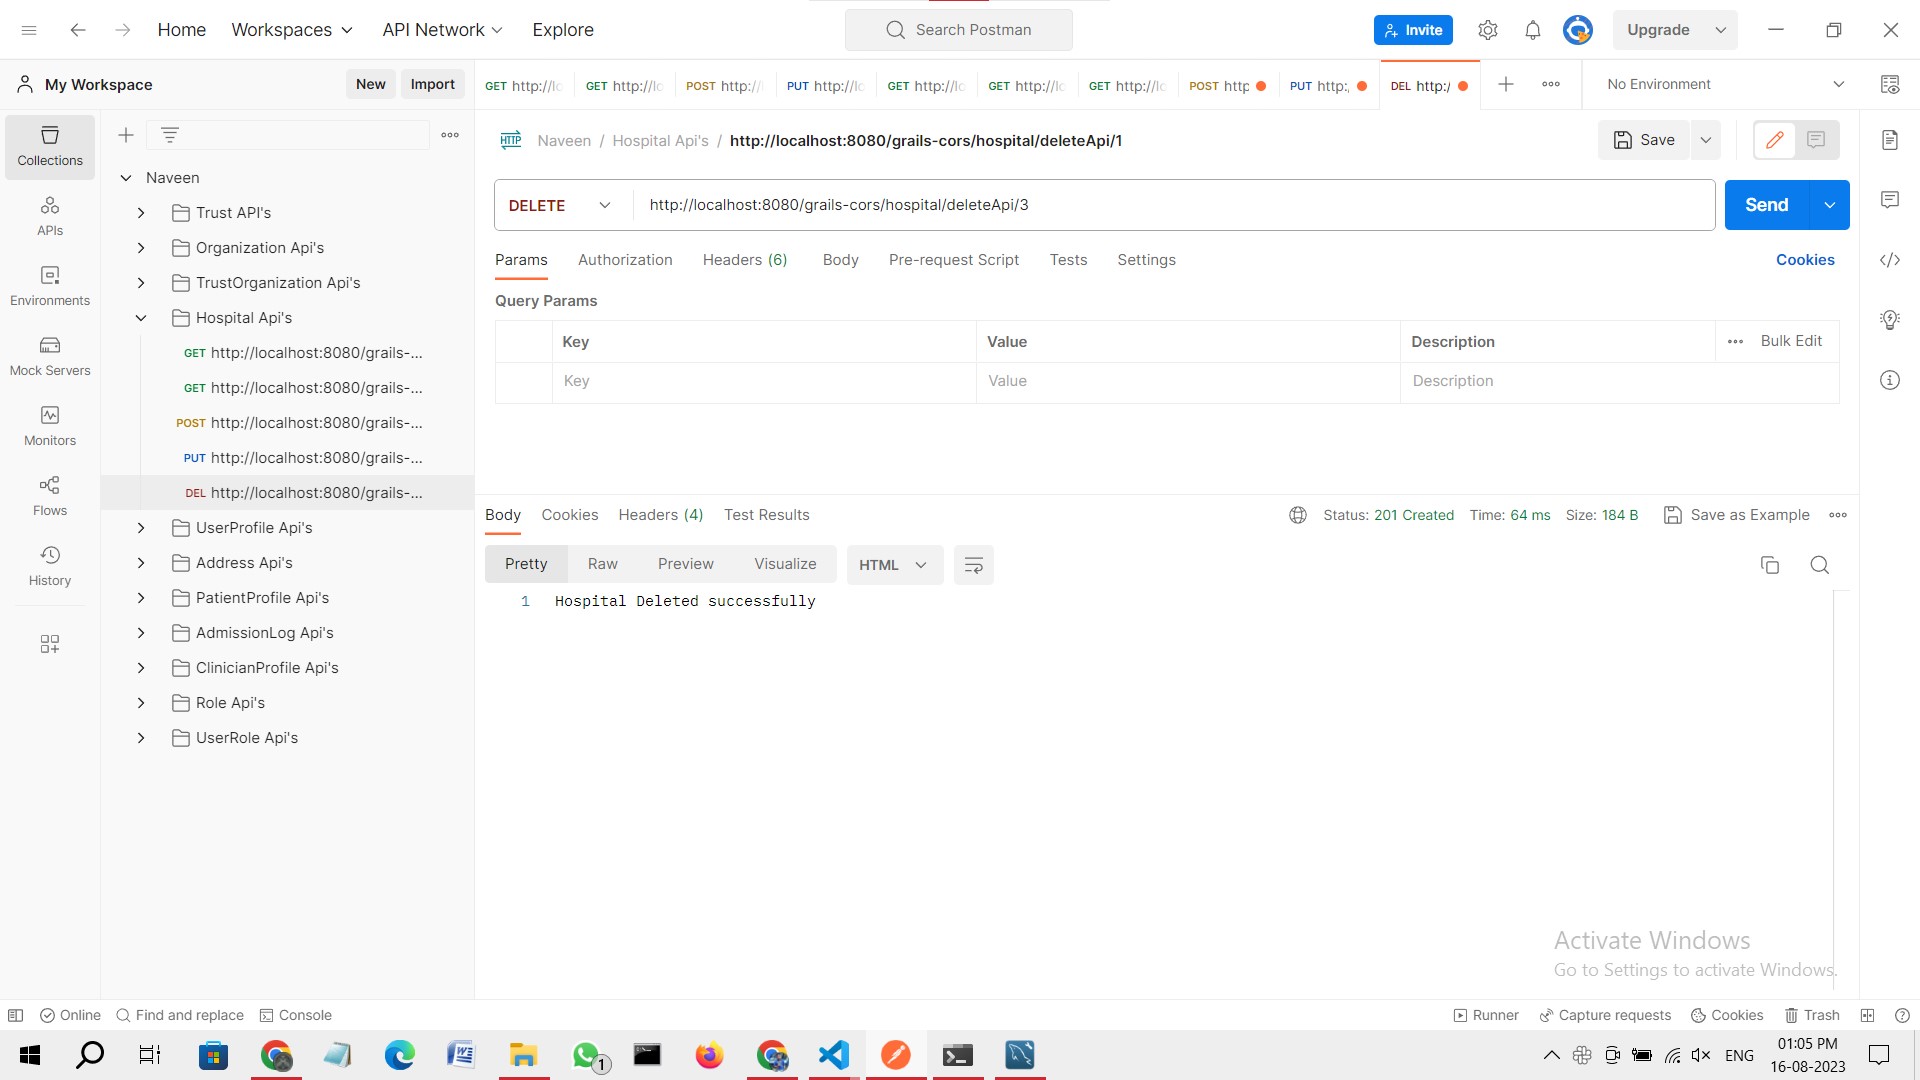 Home Workspaces API Network Explore Search Postman Invite Upgrade
My Workspace New Import
GET http://lo GET http://lo POST http:// PUT http://lo GET http://lo GET http://lo GET http://lo POST http PUT http: DEL http:/ No Environment
Collections
APIs
Environments
Mock Servers
Monitors
Flows
History
Naveen
Trust API's
Organization Api's
TrustOrganization Api's
Hospital Api's
GET http://localhost:8080/grails-...
GET http://localhost:8080/grails-...
POST http://localhost:8080/grails-...
PUT http://localhost:8080/grails-...
DEL http://localhost:8080/grails-...
UserProfile Api's
Address Api's
PatientProfile Api's
AdmissionLog Api's
ClinicianProfile Api's
Role Api's
UserRole Api's
HTTP Naveen / Hospital Api's / http://localhost:8080/grails-cors/hospital/deleteApi/1 Save
DELETE http://localhost:8080/grails-cors/hospital/deleteApi/3 Send
Params Authorization Headers (6) Body Pre-request Script Tests Settings Cookies
Query Params
Key Value Description Bulk Edit
Key Value Description
Body Cookies Headers (4) Test Results Status: 201 Created Time: 64 ms Size: 184 B Save as Example
Pretty Raw Preview Visualize HTML
1 Hospital Deleted successfully
Activate Windows
Go to Settings to activate Windows.
Online Find and replace Console Runner Capture requests Cookies Trash
1 ENG 01:05 PM
16-08-2023